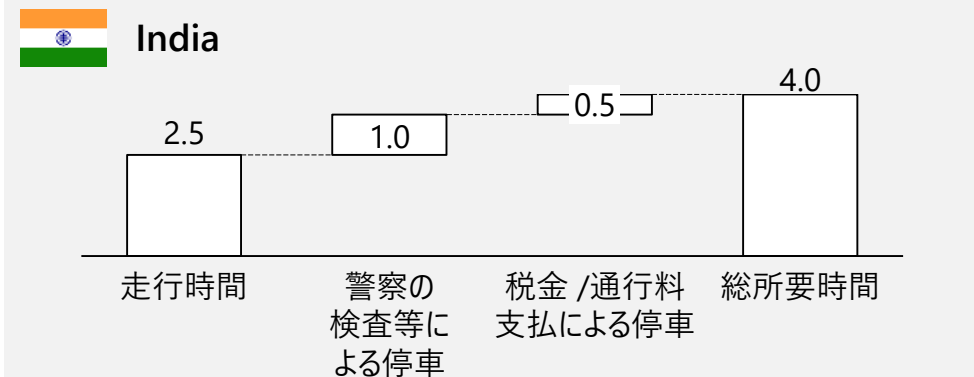 India
2.5
1.0
0.5
4.0
走行時間
警察の
検査等に
よる停車
税金 /通行料
支払による停車
総所要時間